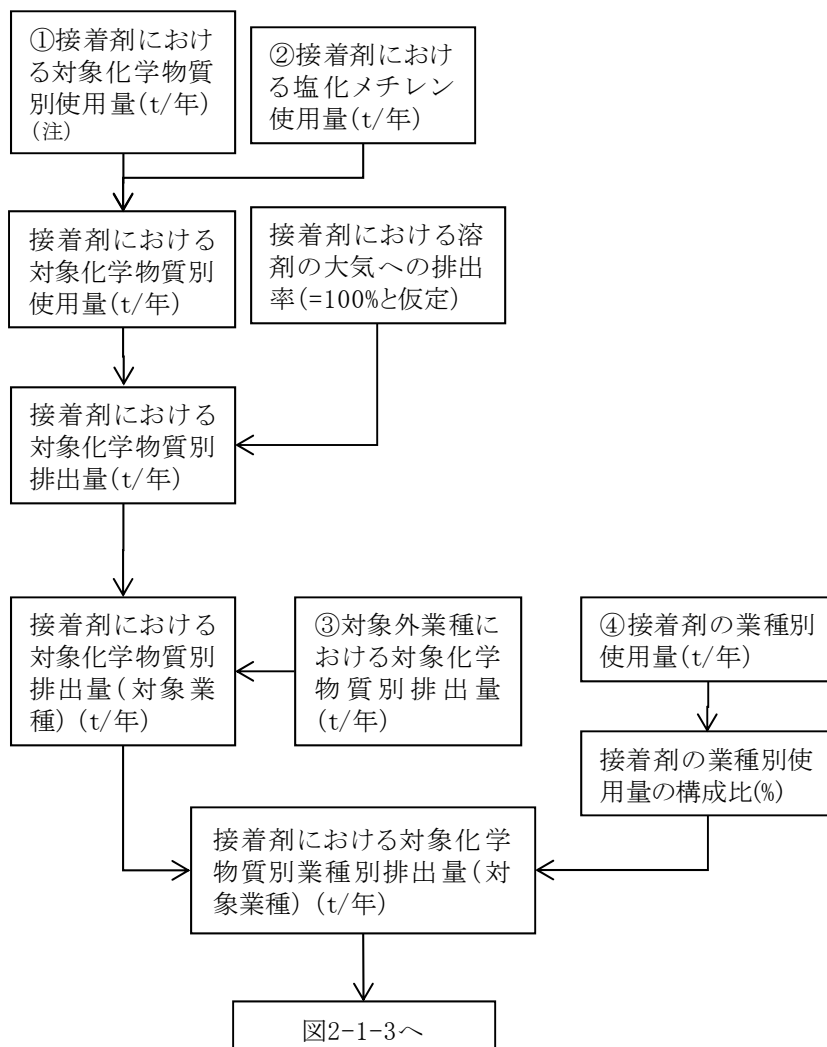 ①接着剤におけ
る対象化学物質
別使用量(t/年)
(注)
②接着剤におけ
る塩化メチレン
使用量(t/年)
接着剤における
対象化学物質別
使用量(t/年)
接着剤における溶
剤の大気への排出
率(=100%と仮定)
接着剤における
対象化学物質別
排出量(t/年)
接着剤における
対象化学物質別
排出量(対象業
種)(t/年)
③対象外業種に
おける対象化学
物質別排出量
(t/年)
④接着剤の業種別
使用量(t/年)
接着剤の業種別使
用量の構成比(%)
接着剤における対象化学
物質別業種別排出量(対
象業種)(t/年)
図2-1-3へ